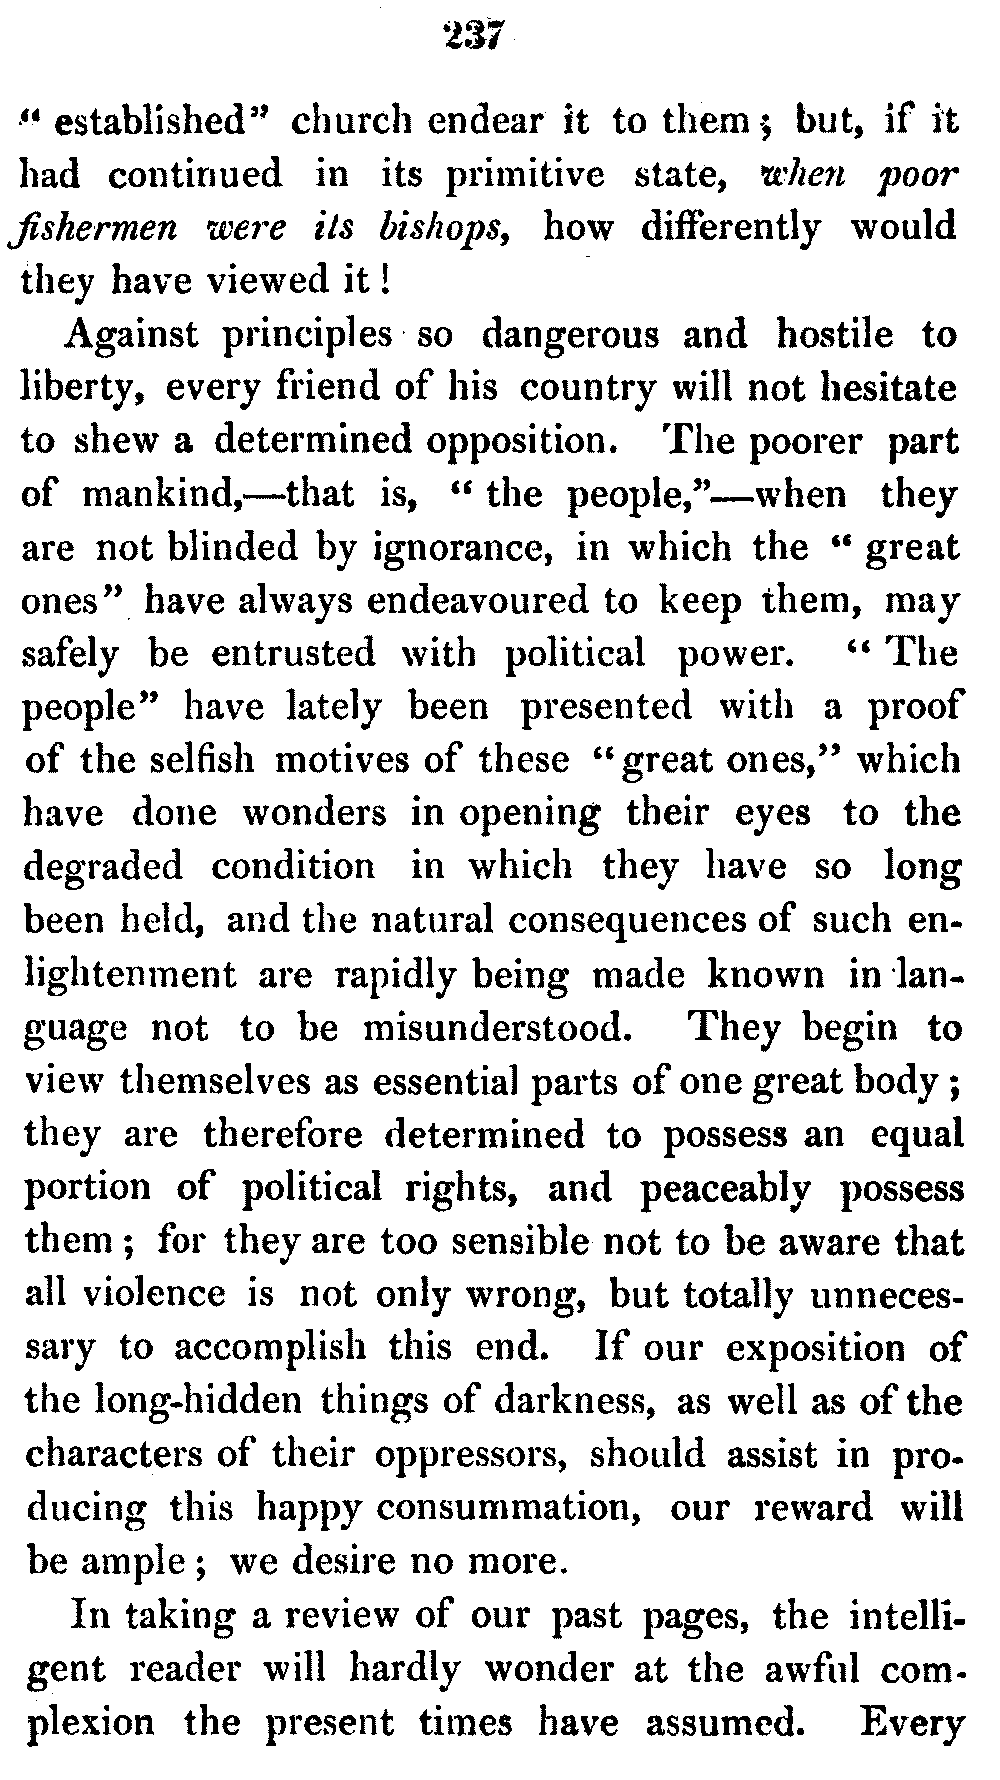 237
“ established” church endear it to them; but, if it
had continued in its primitive state, when poor
fishermen were its bishops, how differently would
they have viewed it !
Against principles so dangerous and hostile to
liberty, every friend of his country will not hesitate
to shew a determined opposition. The poorer part
of mankind,—that is, “ the people,”—when they
are not blinded by ignorance, in which the “ great
ones” have always endeavoured to keep them, may
safely be entrusted with political power. “ The
people” have lately been presented with a proof
of the selfish motives of these “ great ones,” which
have done wonders in opening their eyes to the
degraded condition in which they have so long
been held, and the natural consequences of such en-
lightenment are rapidly being made known in lan-
guage not to be misunderstood. They begin to
view themselves as essential parts of one great body ;
they are therefore determined to possess an equal
portion of political rights, and peaceably possess
them ; for they are too sensible not to be aware that
all violence is not only wrong, but totally unneces-
sary to accomplish this end. If our exposition of
the long-hidden things of darkness, as well as of the
characters of their oppressors, should assist in pro-
ducing this happy consummation, our reward will
be ample ; we desire no more.
In taking a review of our past pages, the intelli-
gent reader will hardly wonder at the awful com-
plexion the present times have assumed. Every